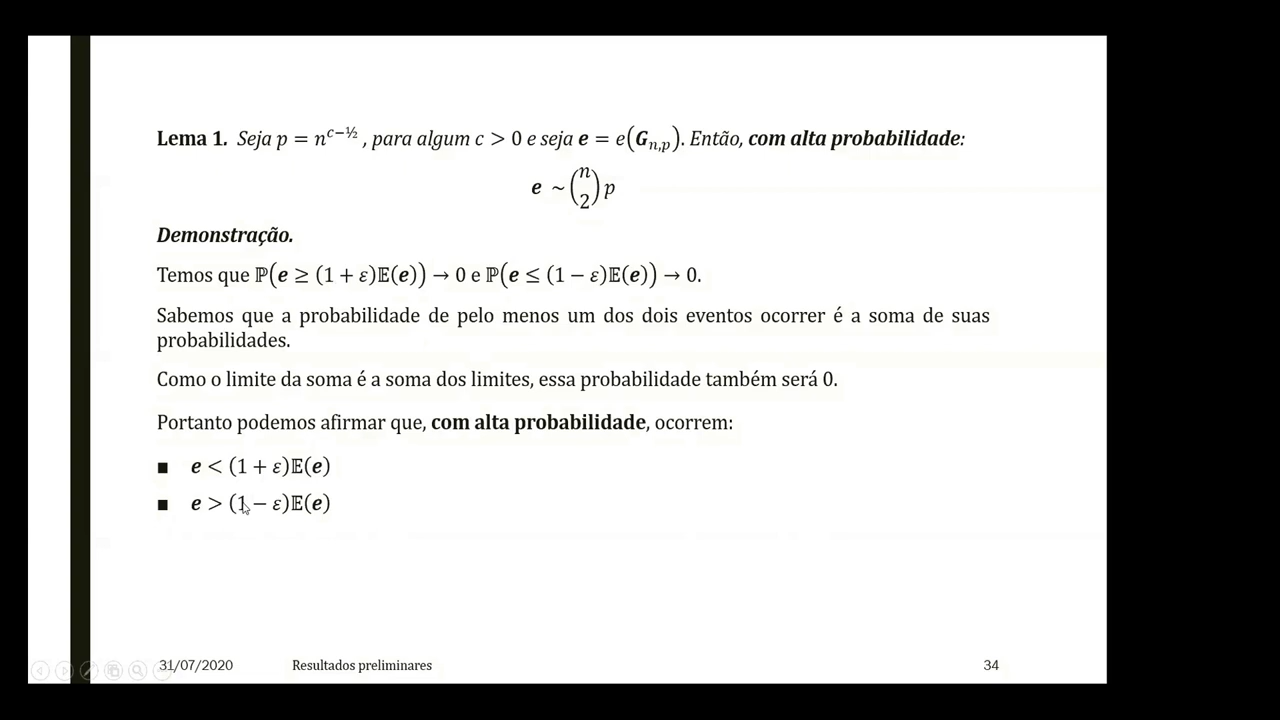 Lema 1. Seja p = n^{c−½}, para algum c > 0 e seja e = e(G_{n,p}). Então, com alta probabilidade:
e ~ (n 2) p
Demonstração.
Temos que ℙ(e ≥ (1 + ε)𝔼(e)) → 0 e ℙ(e ≤ (1 − ε)𝔼(e)) → 0.
Sabemos que a probabilidade de pelo menos um dos dois eventos ocorrer é a soma de suas
probabilidades.
Como o limite da soma é a soma dos limites, essa probabilidade também será 0.
Portanto podemos afirmar que, com alta probabilidade, ocorrem:
▪ e < (1 + ε)𝔼(e)
▪ e > (1 − ε)𝔼(e)
31/07/2020 Resultados preliminares 34